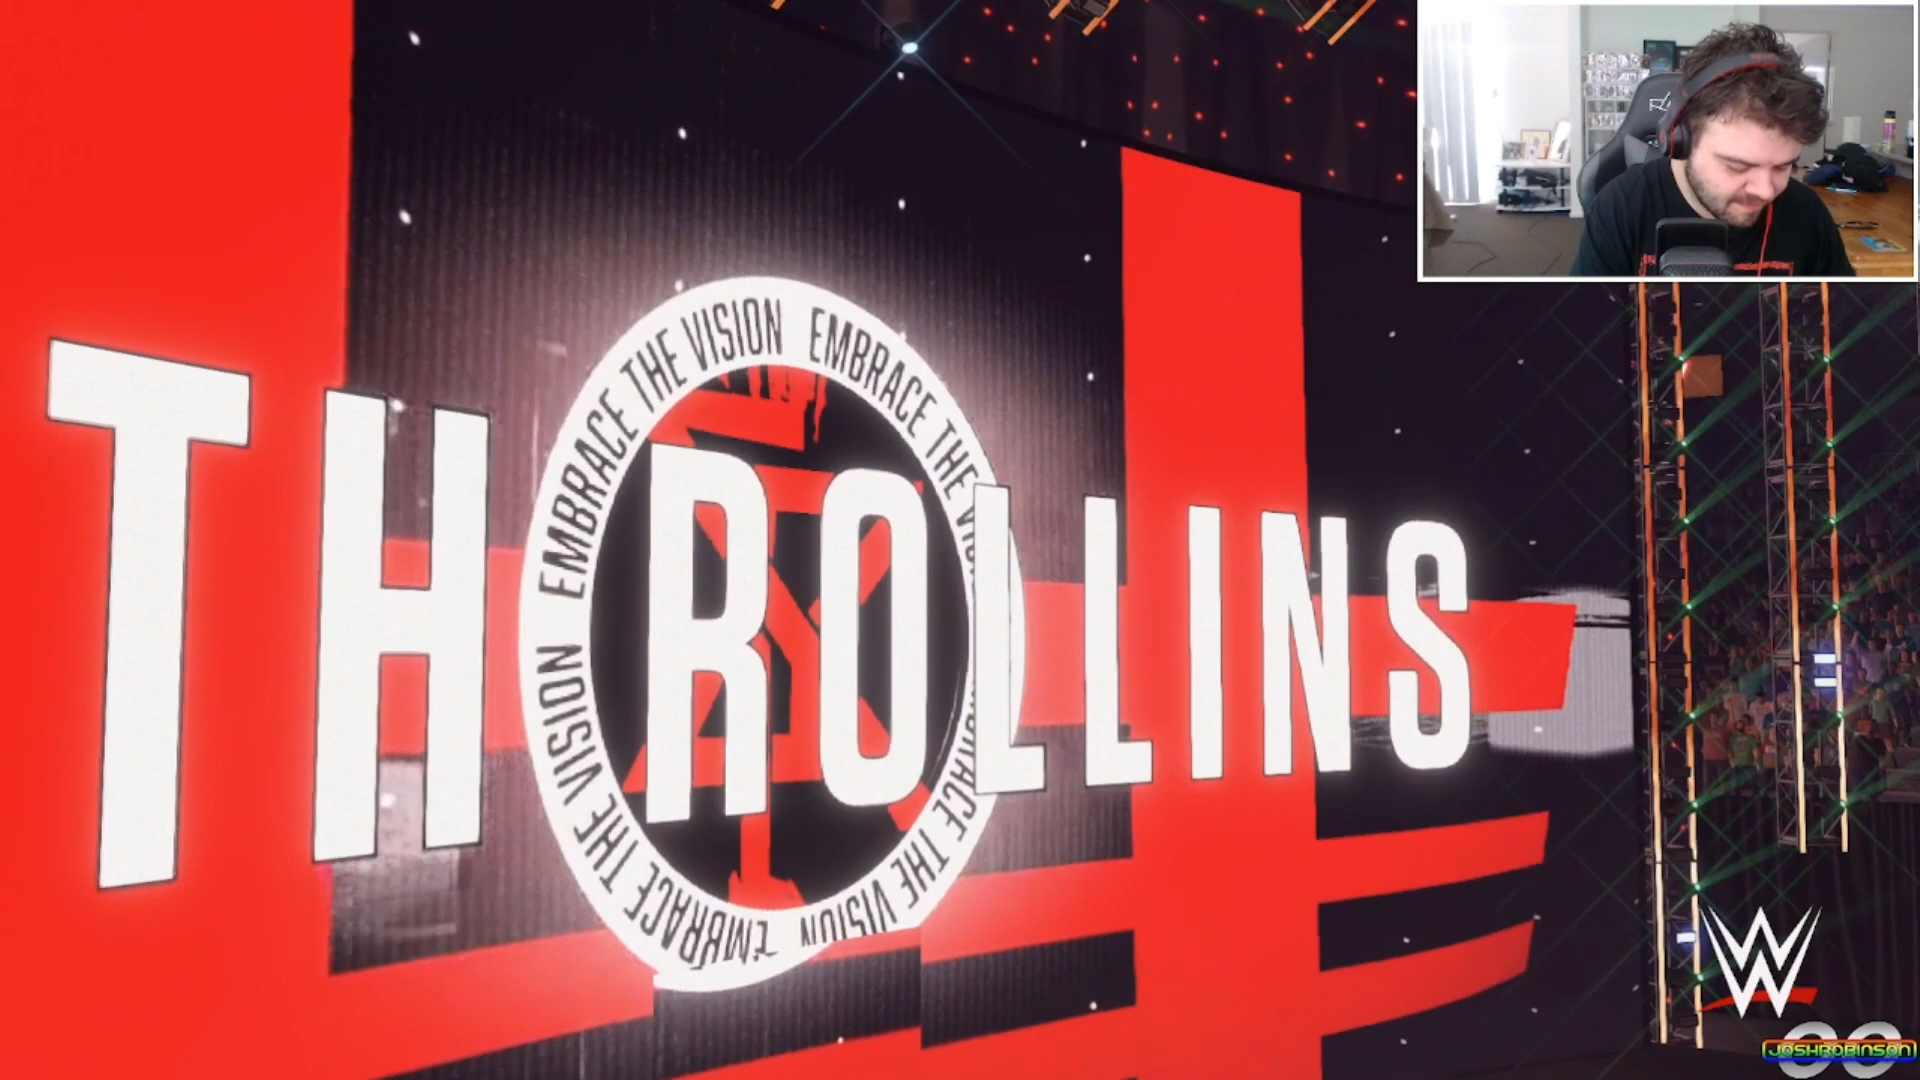 TH ROLLINS
EMBRACE THE VISION EMBRACE THE VISION EMBRACE THE VISION EMBRACE THE VISION
W
JOSHROBINSON